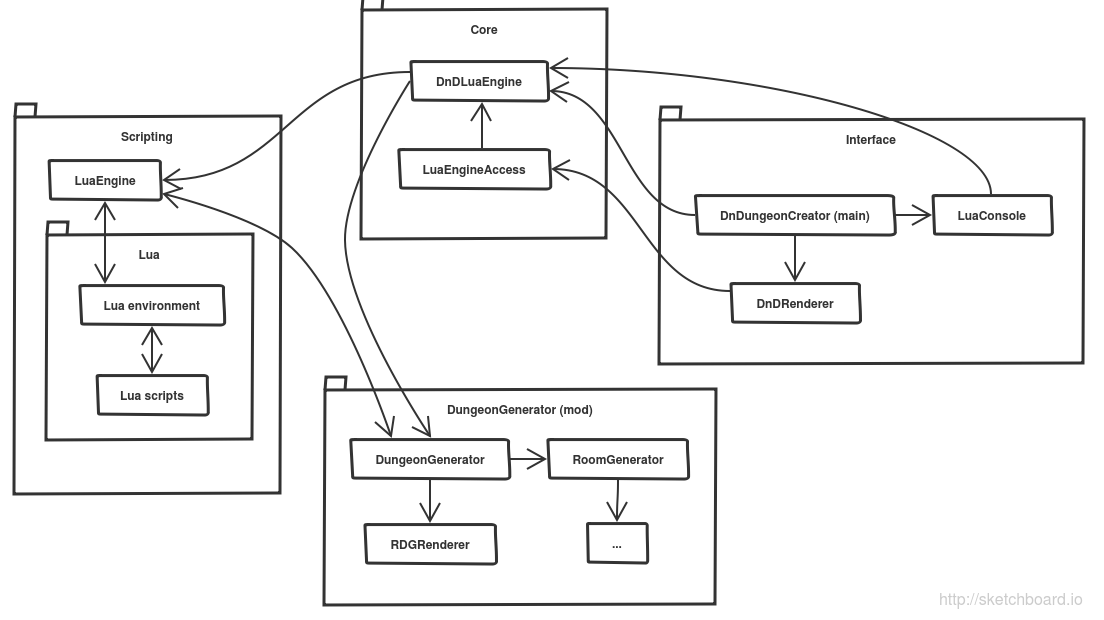 Core
DnDLuaEngine
LuaEngineAccess
Scripting
LuaEngine
Lua
Lua environment
Lua scripts
Interface
DnDungeonCreator (main)
LuaConsole
DnDRenderer
DungeonGenerator (mod)
DungeonGenerator
RoomGenerator
RDGRenderer
...
http://sketchboard.io